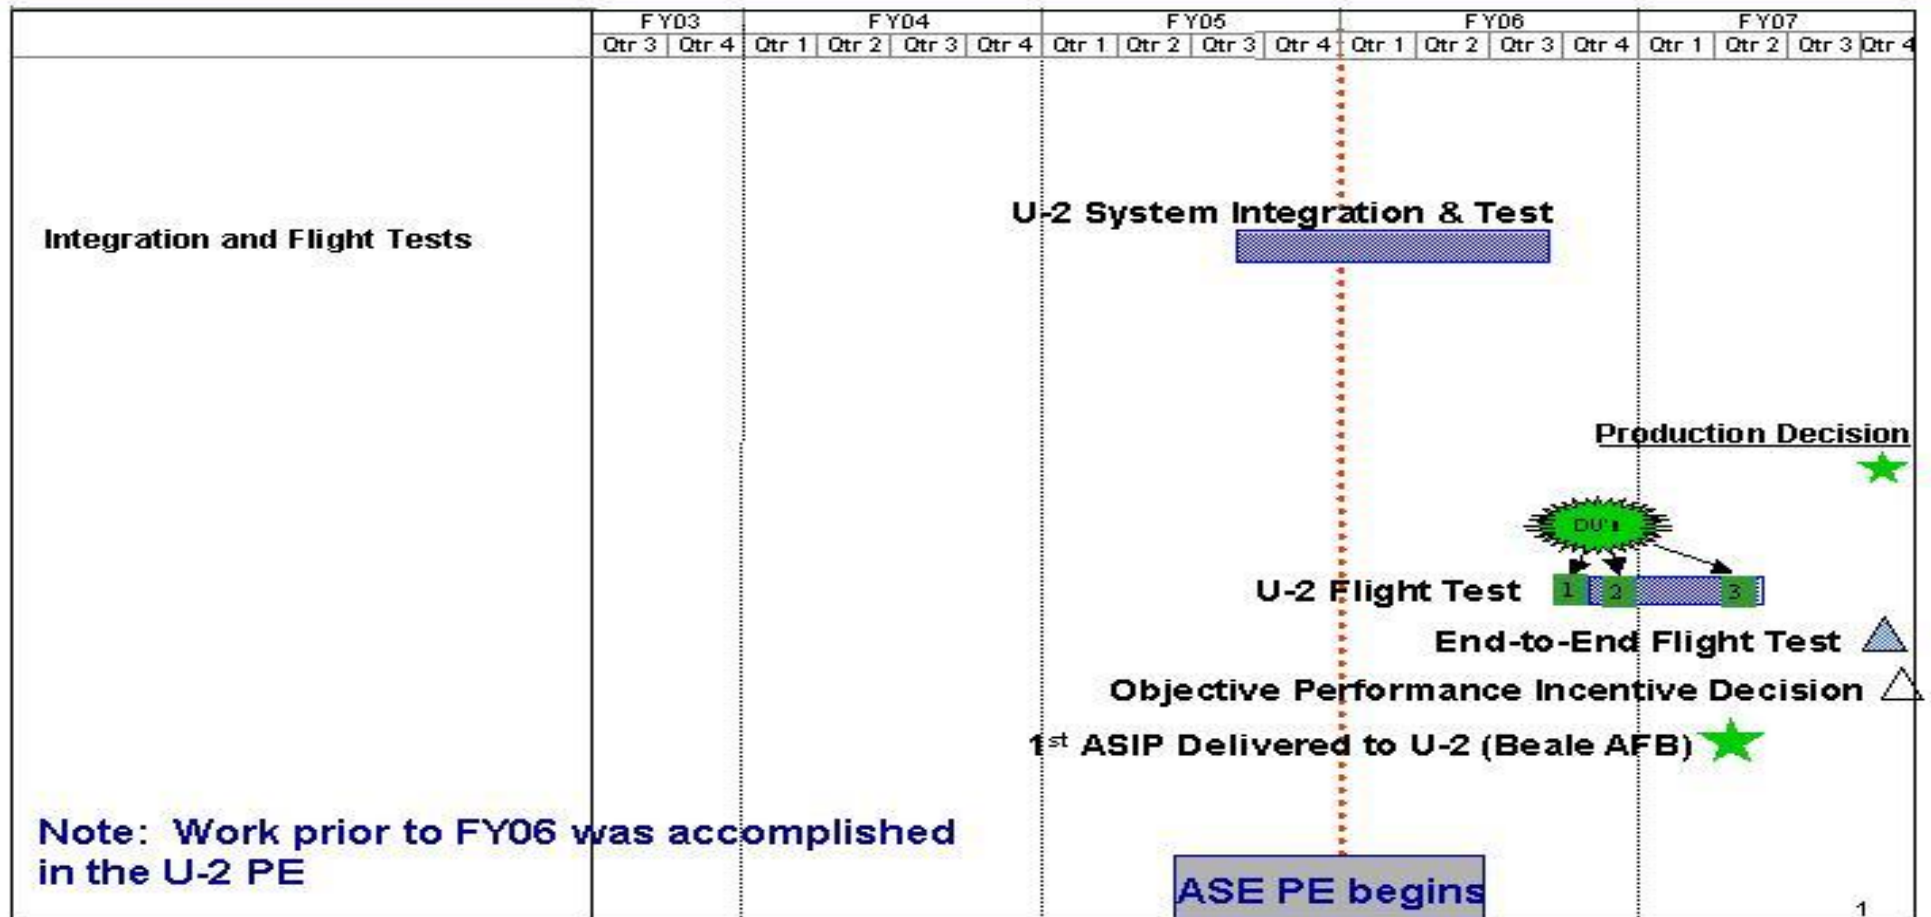 FY03 FY04 FY05 FY06 FY07
Qtr 3 Qtr 4 Qtr 1 Qtr 2 Qtr 3 Qtr 4 Qtr 1 Qtr 2 Qtr 3 Qtr 4 Qtr 1 Qtr 2 Qtr 3 Qtr 4 Qtr 1 Qtr 2 Qtr 3 Qtr 4
U-2 System Integration & Test
Integration and Flight Tests
Production Decision
U-2 Flight Test 1 2 3
End-to-End Flight Test
Objective Performance Incentive Decision
1st ASIP Delivered to U-2 (Beale AFB)
Note: Work prior to FY06 was accomplished
in the U-2 PE
ASE PE begins
1